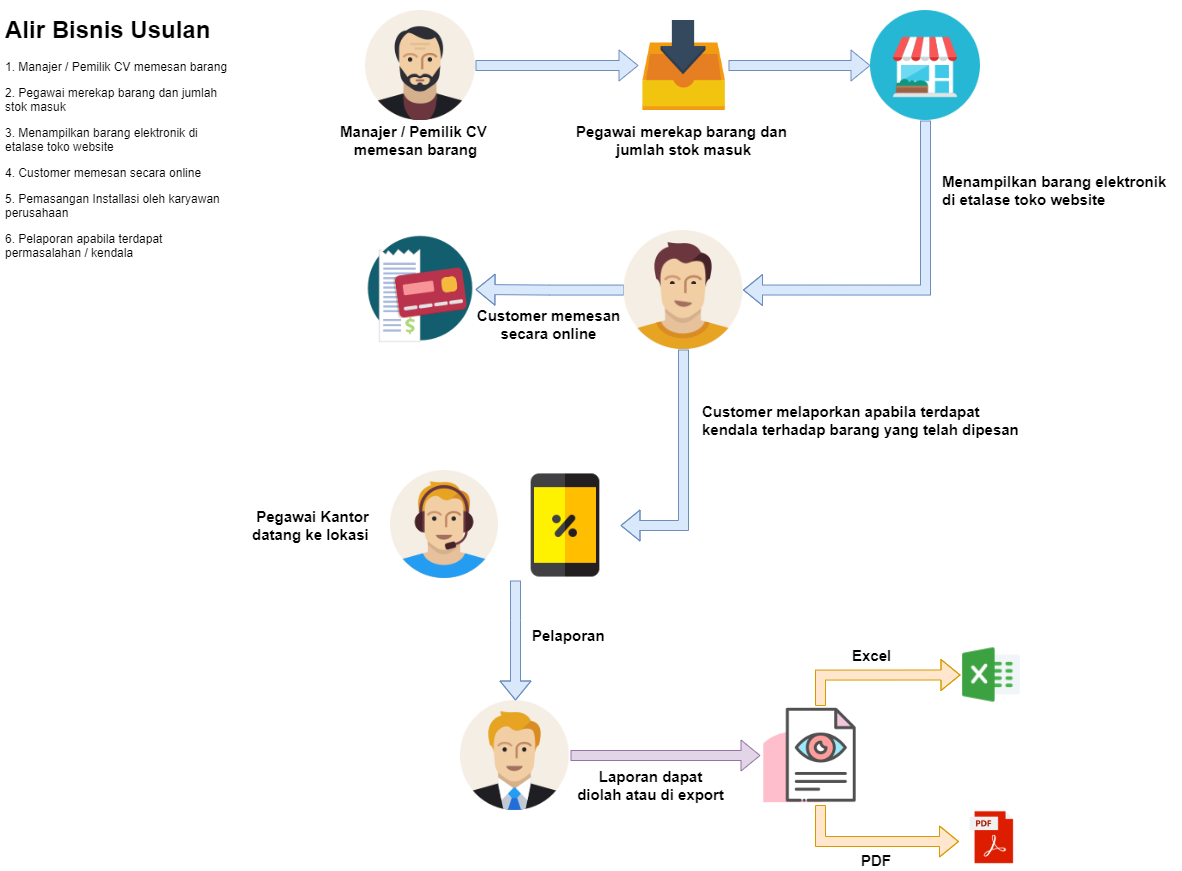 Alir Bisnis Usulan
1. Manajer / Pemilik CV memesan barang
2. Pegawai merekap barang dan jumlah
stok masuk
3. Menampilkan barang elektronik di
etalase toko website
4. Customer memesan secara online
5. Pemasangan Installasi oleh karyawan
perusahaan
6. Pelaporan apabila terdapat
permasalahan / kendala
Manajer / Pemilik CV
memesan barang
Pegawai merekap barang dan
jumlah stok masuk
Menampilkan barang elektronik
di etalase toko website
Customer memesan
secara online
$
Customer melaporkan apabila terdapat
kendala terhadap barang yang telah dipesan
Pegawai Kantor
datang ke lokasi
%
Pelaporan
Excel
X
Laporan dapat
diolah atau di export
PDF
PDF